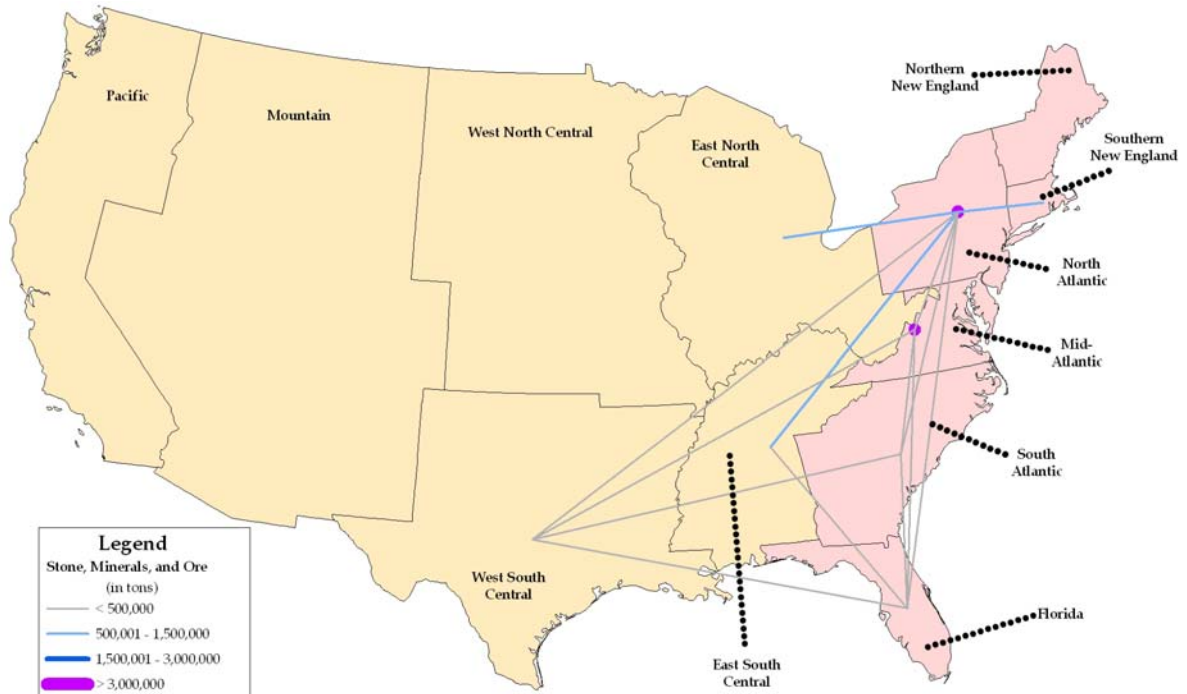 Northern
New England
Pacific
Mountain
West North Central
East North
Central
Southern
New England
North
Atlantic
Mid-
Atlantic
South
Atlantic
Legend
Stone, Minerals, and Ore
(in tons)
< 500,000
500,001 - 1,500,000
1,500,001 - 3,000,000
> 3,000,000
West South
Central
East South
Central
Florida